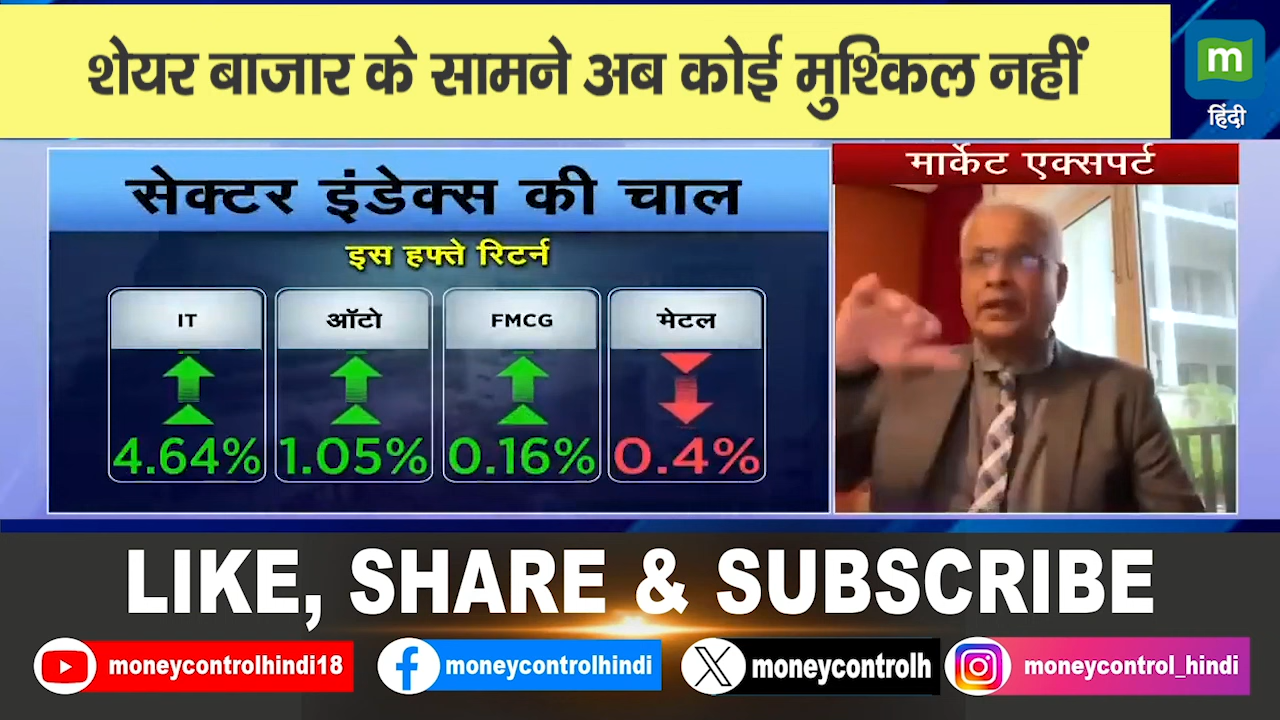 शेयर बाजार के सामने अब कोई मुश्किल नहीं
m
हिंदी
सेक्टर इंडेक्स की चाल
इस हफ्ते रिटर्न
IT ऑटो FMCG मेटल
4.64% 1.05% 0.16% 0.4%
मार्केट एक्सपर्ट
LIKE, SHARE & SUBSCRIBE
moneycontrolhindi18 moneycontrolhindi moneycontrolh moneycontrol_hindi